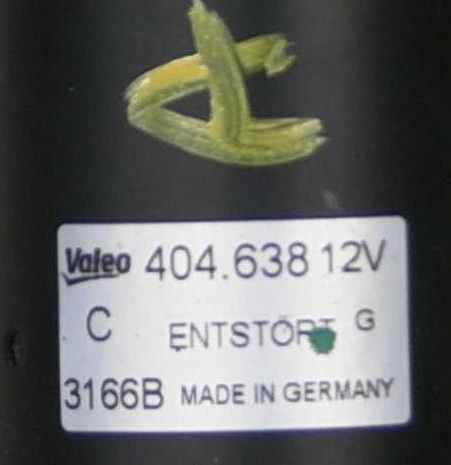 Valeo 404.638 12V
C ENTSTÖRT G
3166B MADE IN GERMANY